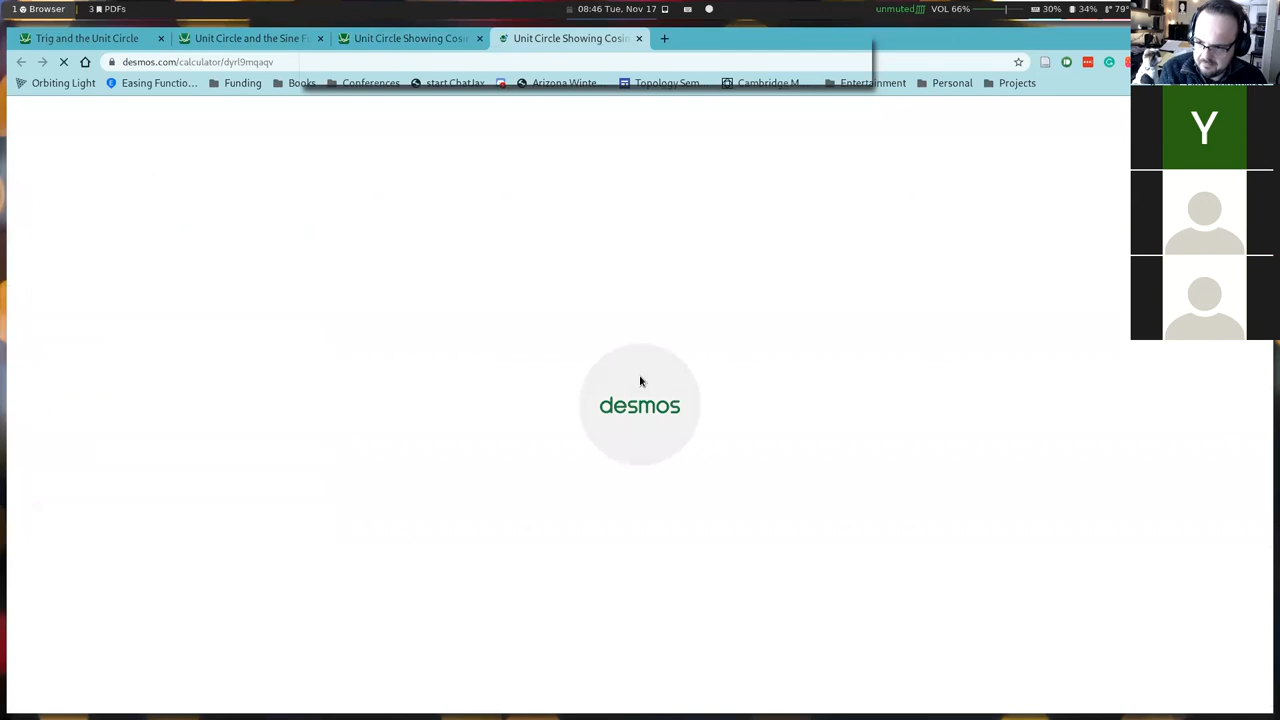 1 Browser 3 PDFs 08:46 Tue, Nov 17 unmuted VOL 66% 30% 34% 79°
Trig and the Unit Circle Unit Circle and the Sine F Unit Circle Showing Cosi Unit Circle Showing Cosin
desmos.com/calculator/dyrl9mqaqv
Orbiting Light Easing Functio... Funding Books Conferences start ChatJax Arizona Winte... Topology Sem... Cambridge M... Entertainment Personal Projects
Y
desmos